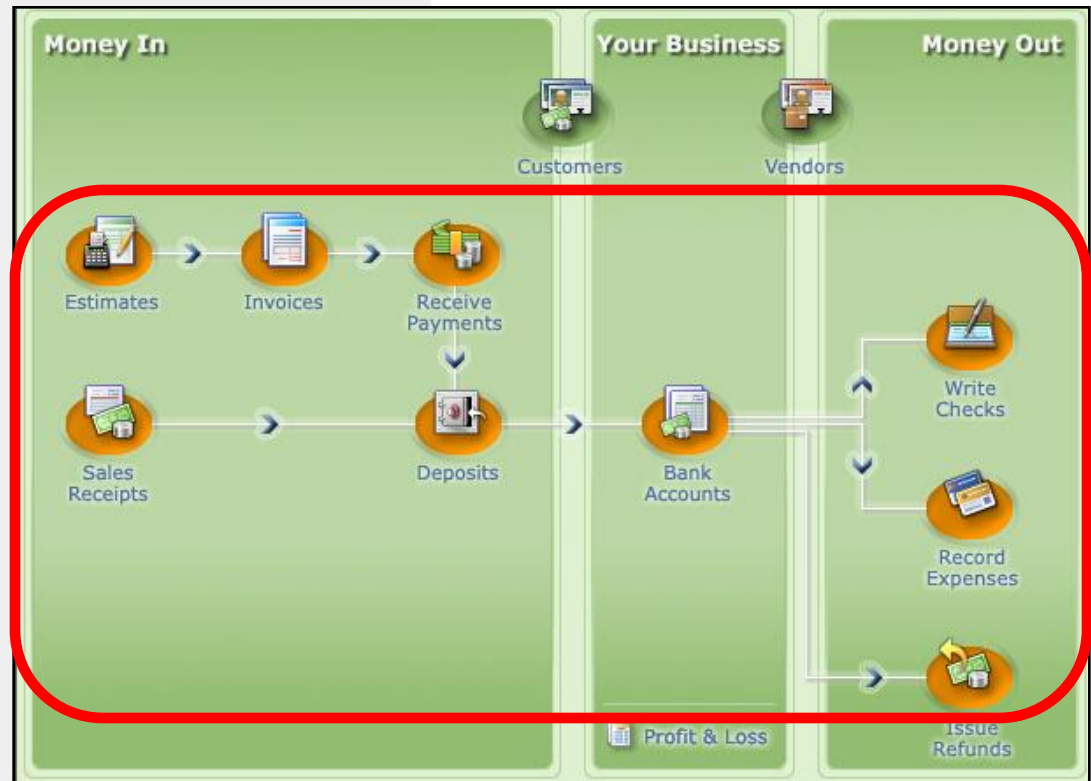 Money In
Your Business
Money Out
Customers
Vendors
Estimates
Invoices
Receive
Payments
Write
Checks
Sales
Receipts
Deposits
Bank
Accounts
Record
Expenses
Issue
Refunds
Profit & Loss